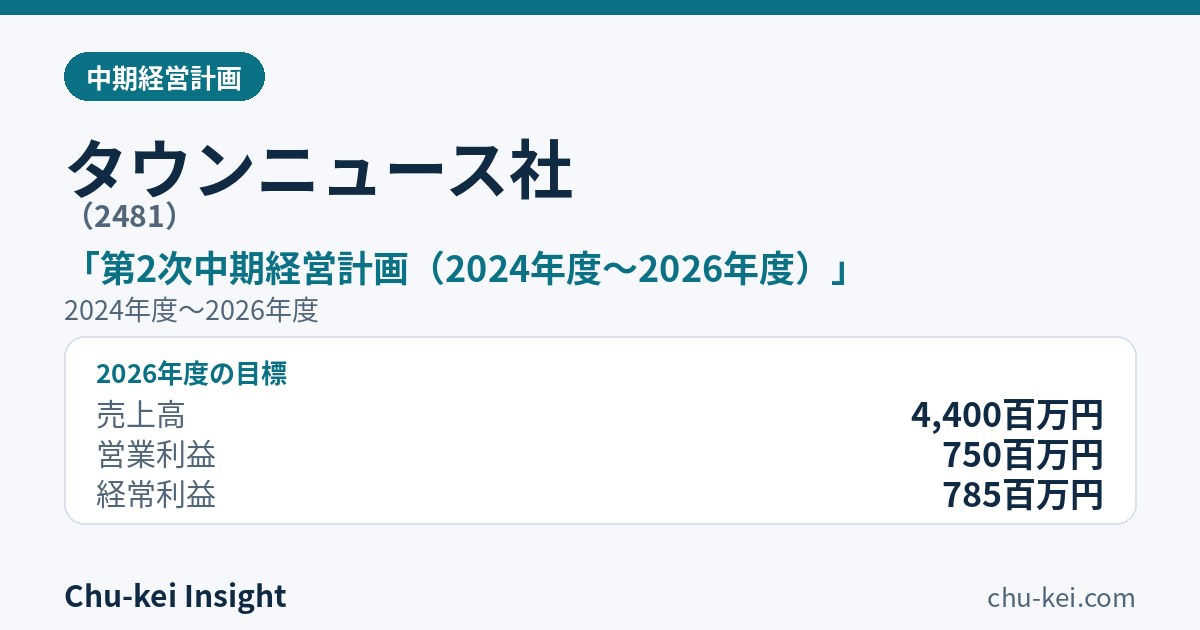 中期経営計画
タウンニュース社
（2481）
「第2次中期経営計画（2024年度～2026年度）」
2024年度～2026年度
2026年度の目標
売上高 4,400百万円
営業利益 750百万円
経常利益 785百万円
Chu-kei Insight chu-kei.com